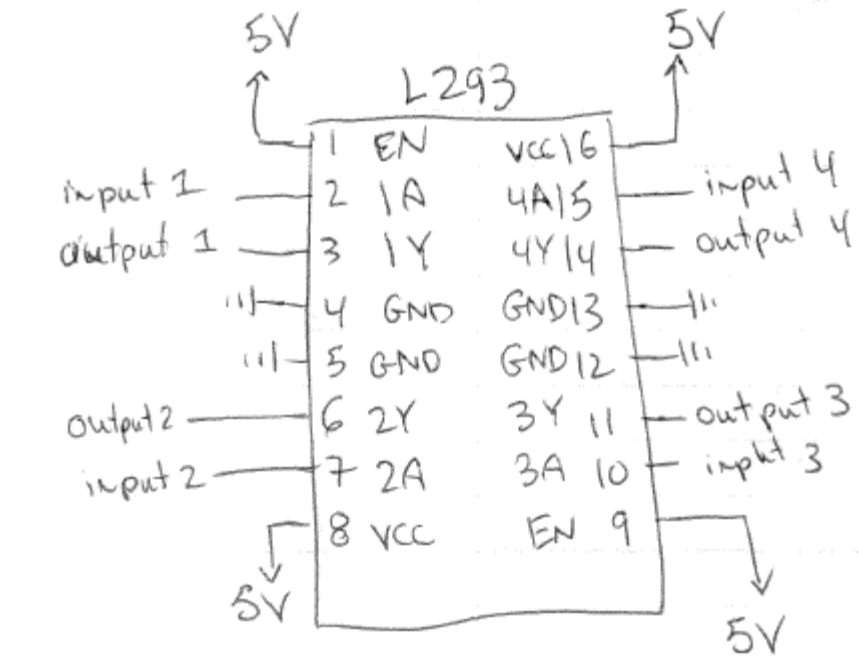 5V 5V
L293
1 EN VCC 16
input 1 2 1A 4A 15 input 4
output 1 3 1Y 4Y 14 output 4
4 GND GND 13
5 GND GND 12
output 2 6 2Y 3Y 11 output 3
input 2 7 2A 3A 10 input 3
8 VCC EN 9
5V 5V